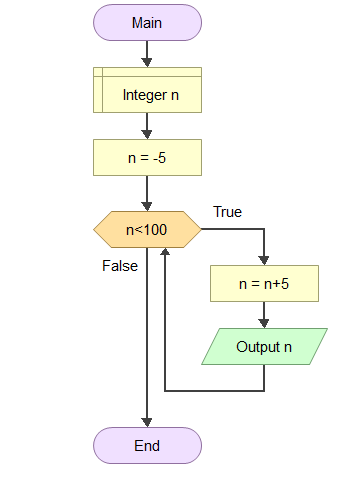 Main
Integer n
n = -5
n<100
True
False
n = n+5
Output n
End